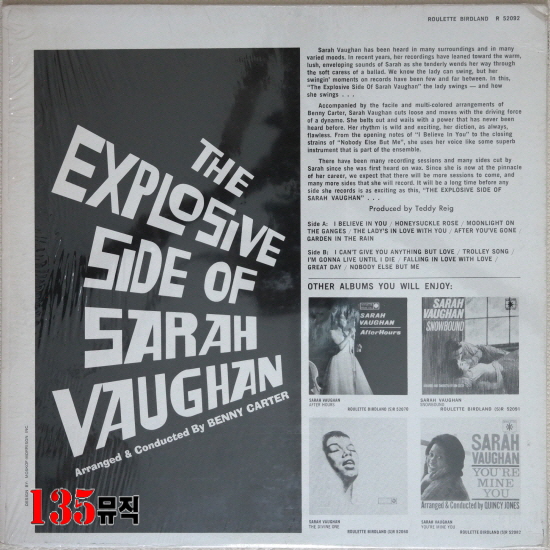 ROULETTE BIRDLAND R 52092
Sarah Vaughan has been heard in many surroundings and in many
varied moods. In recent years, her recordings have leaned toward the warm,
lush, enveloping sounds of Sarah as she tenderly wends her way through
the soft caress of a ballad. We know the lady can swing, but her
swingin' moments on records have been few and far between. In this,
"The Explosive Side Of Sarah Vaughan" the lady swings — and how
she swings . . .
Accompanied by the facile and multi-colored arrangements of
Benny Carter, Sarah cuts loose and moves with the driving force
of a dynamo. She belts out and wails with a power that has never been
heard before. Her rhythm is wild and exciting, her diction, as always,
flawless. From the opening notes of "I Believe In You" to the closing
strains of "Nobody Else But Me", she uses her voice like some superb
instrument that is part of the ensemble.
There have been many recording sessions and many sides cut by
Sarah since she was first heard on wax. Since she is now at the pinnacle
of her career, we expect that there will be more sessions to come, and
many more sides that she will record. It will be a long time before any
side she records is as exciting as this, "THE EXPLOSIVE SIDE OF
SARAH VAUGHAN" . . .
Produced by Teddy Reig
Side A: I BELIEVE IN YOU / HONEYSUCKLE ROSE / MOONLIGHT ON
THE GANGES / THE LADY'S IN LOVE WITH YOU / AFTER YOU'VE GONE /
GARDEN IN THE RAIN
Side B: I CAN'T GIVE YOU ANYTHING BUT LOVE / TROLLEY SONG /
I'M GONNA LIVE UNTIL I DIE / FALLING IN LOVE WITH LOVE /
GREAT DAY / NOBODY ELSE BUT ME
THE
EXPLOSIVE
SIDE OF
SARAH
VAUGHAN
Arranged & Conducted By BENNY CARTER
OTHER ALBUMS YOU WILL ENJOY:
SARAH
VAUGHAN
AfterHours
SARAH
VAUGHAN
SNOWBOUND
SARAH VAUGHAN
AFTER HOURS
ROULETTE BIRDLAND (S)R 52070
SARAH VAUGHAN
SNOWBOUND
ROULETTE BIRDLAND (S)R 52091
SARAH
VAUGHAN
YOU'RE
MINE
YOU
Arranged & Conducted by QUINCY JONES
SARAH VAUGHAN
THE DIVINE ONE
ROULETTE BIRDLAND (S)R 52060
SARAH VAUGHAN
YOU'RE MINE YOU
ROULETTE BIRDLAND (S)R 52082
135뮤직